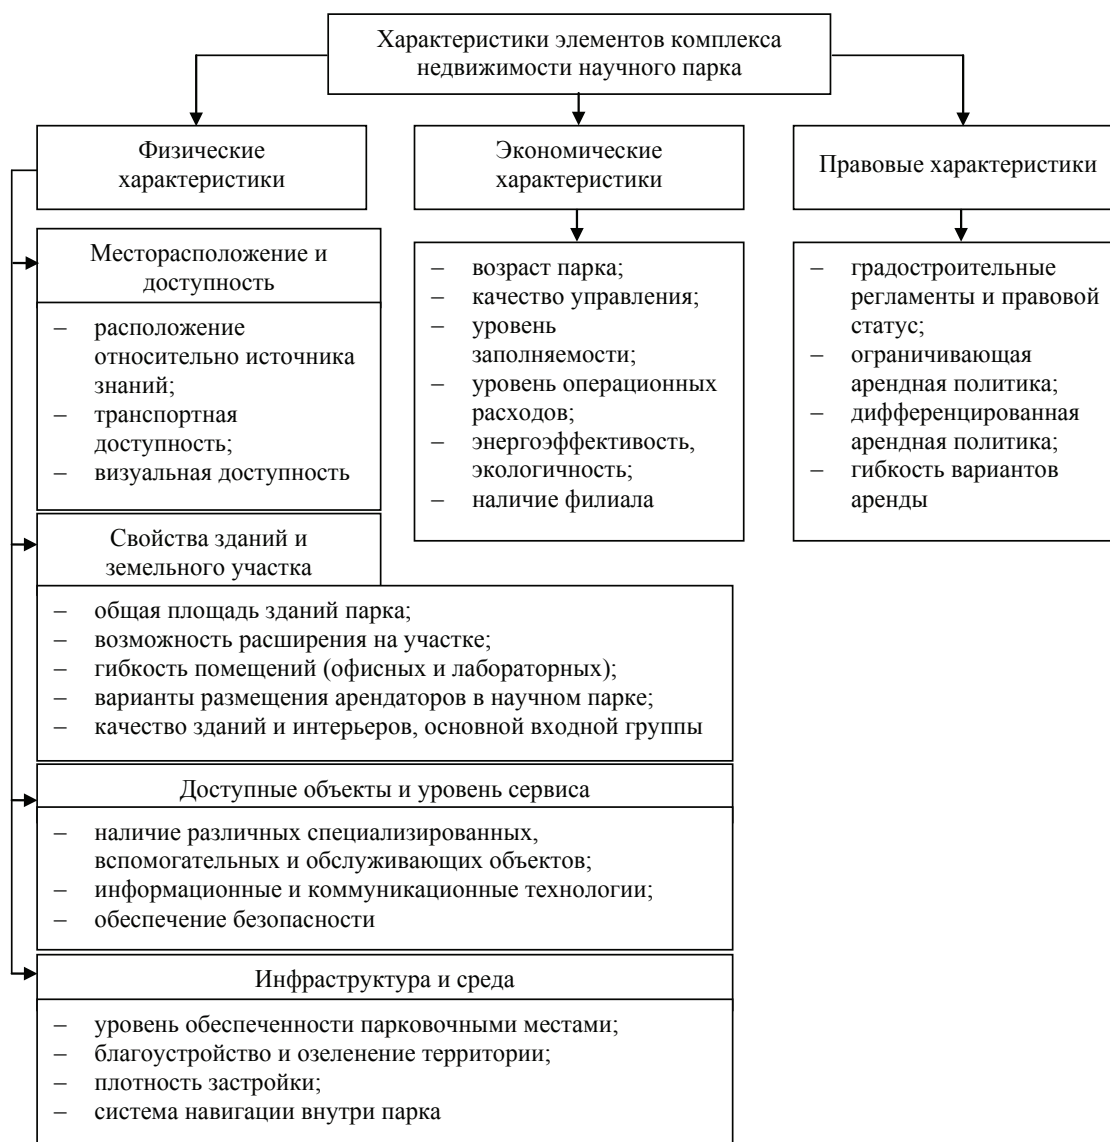 Характеристики элементов комплекса
недвижимости научного парка
Физические
характеристики
Экономические
характеристики
Правовые характеристики
Месторасположение и
доступность
– расположение
относительно источника
знаний;
– транспортная
доступность;
– визуальная доступность
– возраст парка;
– качество управления;
– уровень
заполняемости;
– уровень операционных
расходов;
– энергоэффективость,
экологичность;
– наличие филиала
– градостроительные
регламенты и правовой
статус;
– ограничивающая
арендная политика;
– дифференцированная
арендная политика;
– гибкость вариантов
аренды
Свойства зданий и
земельного участка
– общая площадь зданий парка;
– возможность расширения на участке;
– гибкость помещений (офисных и лабораторных);
– варианты размещения арендаторов в научном парке;
– качество зданий и интерьеров, основной входной группы
Доступные объекты и уровень сервиса
– наличие различных специализированных,
вспомогательных и обслуживающих объектов;
– информационные и коммуникационные технологии;
– обеспечение безопасности
Инфраструктура и среда
– уровень обеспеченности парковочными местами;
– благоустройство и озеленение территории;
– плотность застройки;
– система навигации внутри парка